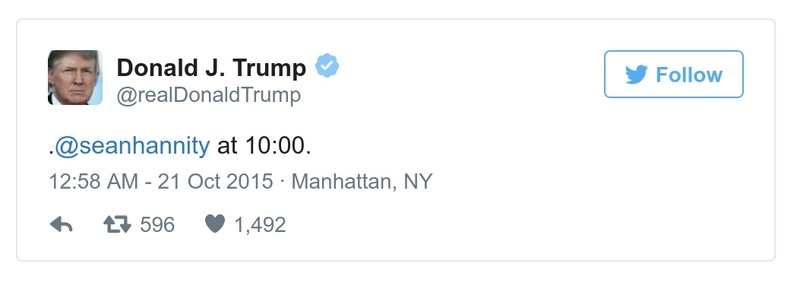 Donald J. Trump
@realDonaldTrump
Follow
.@seanhannity at 10:00.
12:58 AM - 21 Oct 2015 · Manhattan, NY
596 1,492